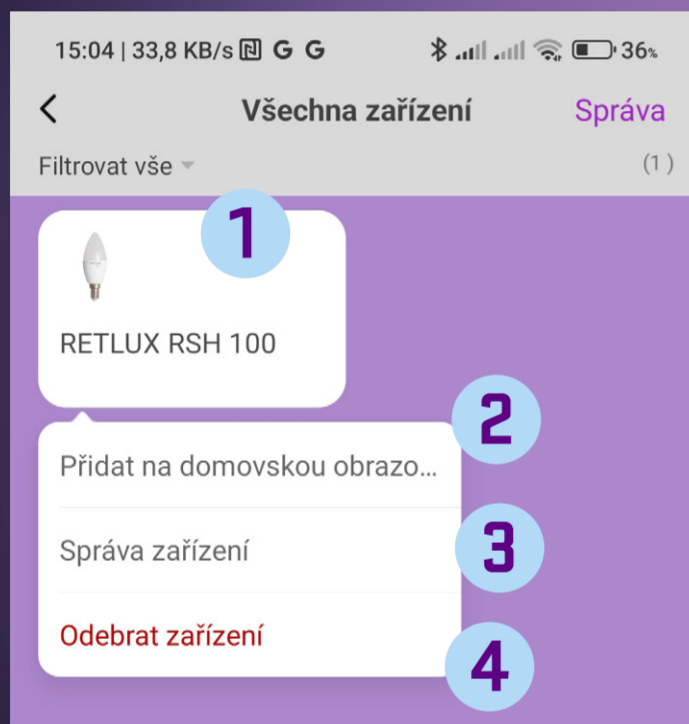 15:04 | 33,8 KB/s G G 36%
Všechna zařízení Správa
Filtrovat vše (1)
1
RETLUX RSH 100
2
Přidat na domovskou obrazo...
Správa zařízení
3
Odebrat zařízení
4